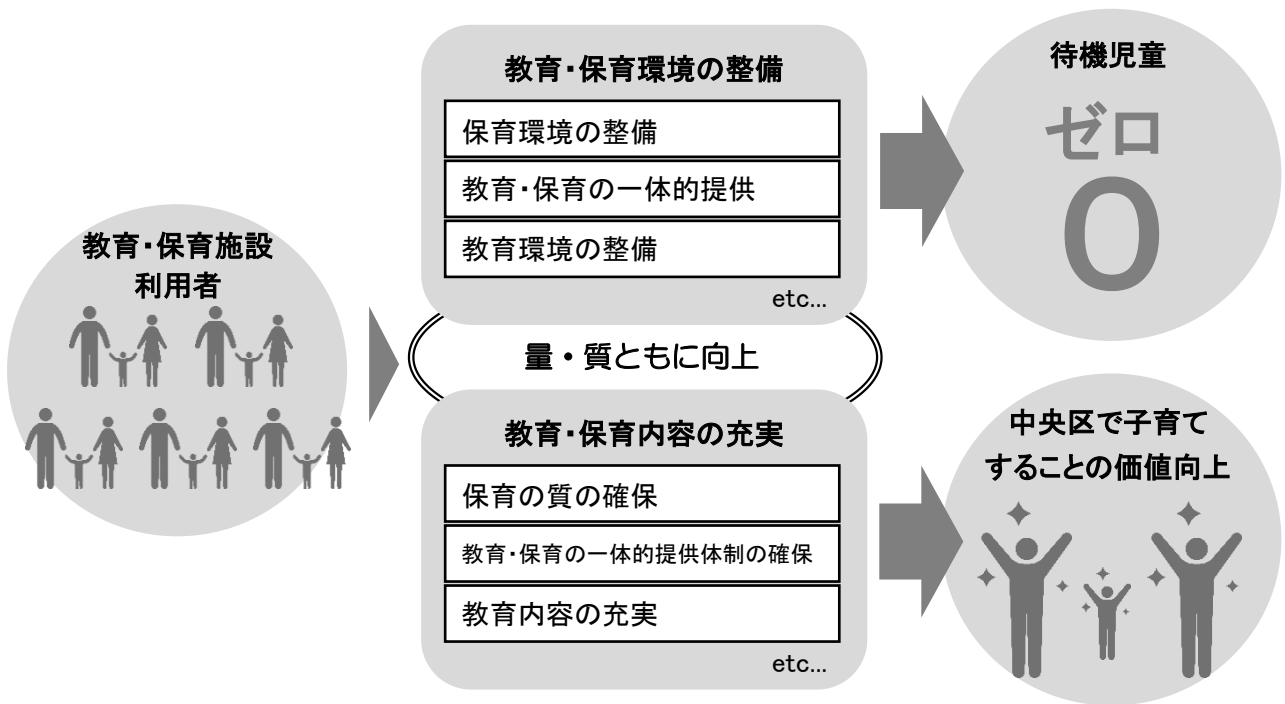 教育・保育施設
利用者
教育・保育環境の整備
保育環境の整備
教育・保育の一体的提供
教育環境の整備
etc...
量・質ともに向上
教育・保育内容の充実
保育の質の確保
教育・保育の一体的提供体制の確保
教育内容の充実
etc...
待機児童
ゼロ
0
中央区で子育て
することの価値向上